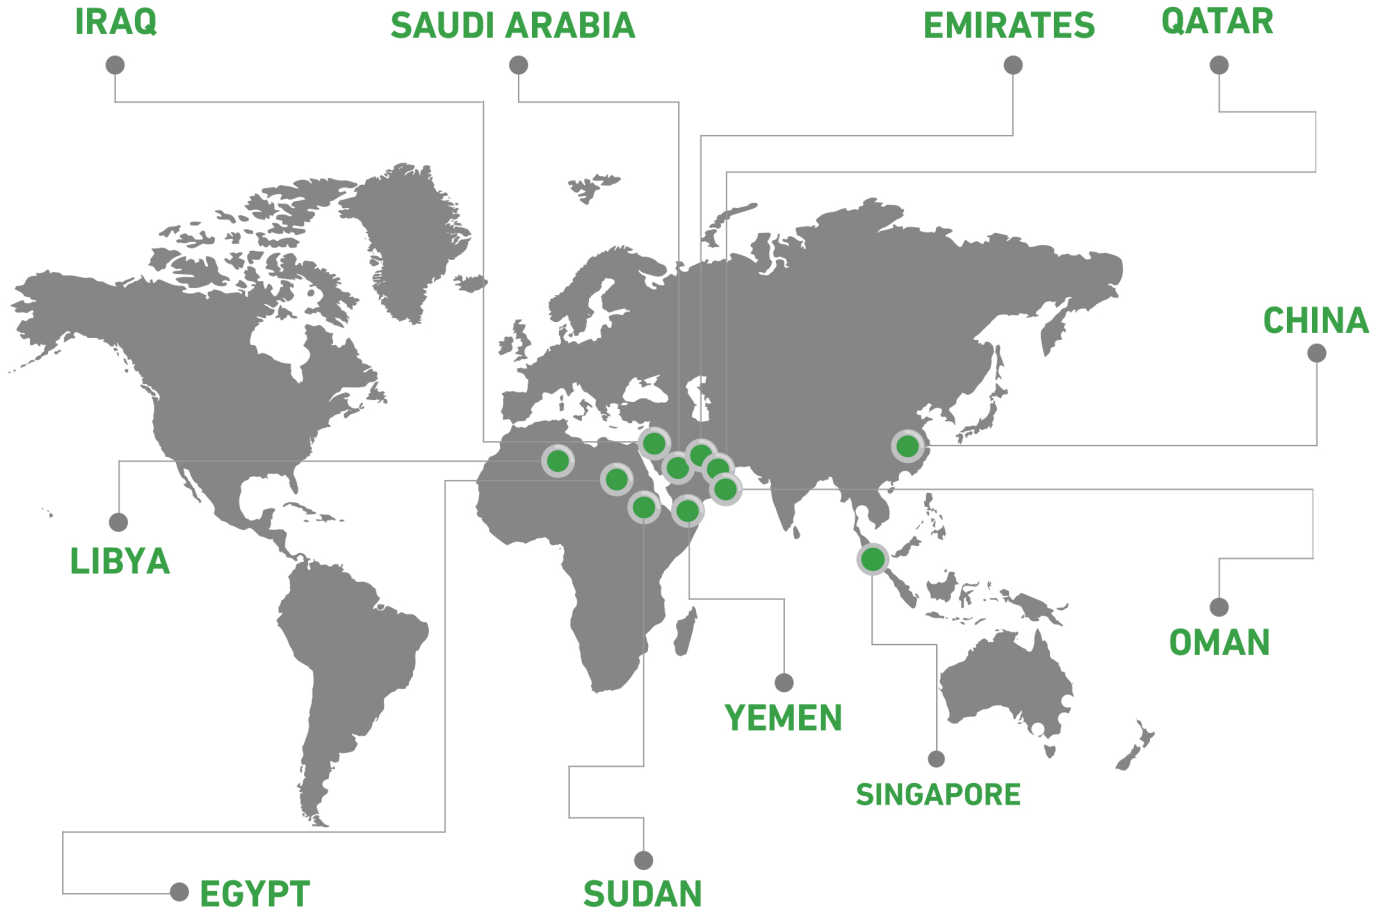 IRAQ
SAUDI ARABIA
EMIRATES
QATAR
CHINA
LIBYA
OMAN
YEMEN
SINGAPORE
EGYPT
SUDAN